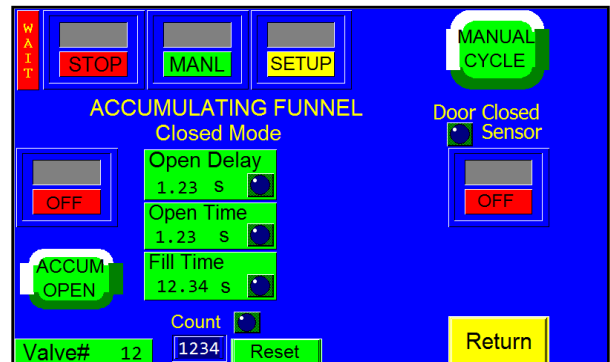 WAIT
STOP
MANL
SETUP
MANUAL
CYCLE
ACCUMULATING FUNNEL
Closed Mode
Door Closed
Sensor
OFF
Open Delay
1.23 s
Open Time
1.23 s
Fill Time
12.34 s
OFF
ACCUM
OPEN
Count
1234
Reset
Valve# 12
Return